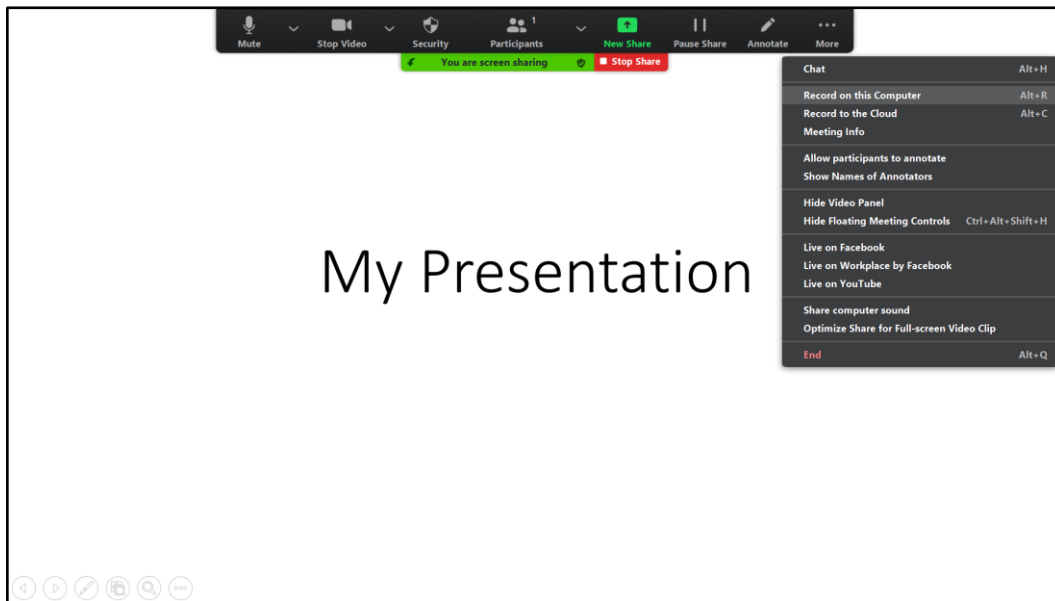 Mute Stop Video Security Participants 1 New Share Pause Share Annotate More
You are screen sharing Stop Share
Chat Alt+H
Record on this Computer Alt+R
Record to the Cloud Alt+C
Meeting Info
Allow participants to annotate
Show Names of Annotators
Hide Video Panel
Hide Floating Meeting Controls Ctrl+Alt+Shift+H
Live on Facebook
Live on Workplace by Facebook
Live on YouTube
Share computer sound
Optimize Share for Full-screen Video Clip
End Alt+Q
My Presentation